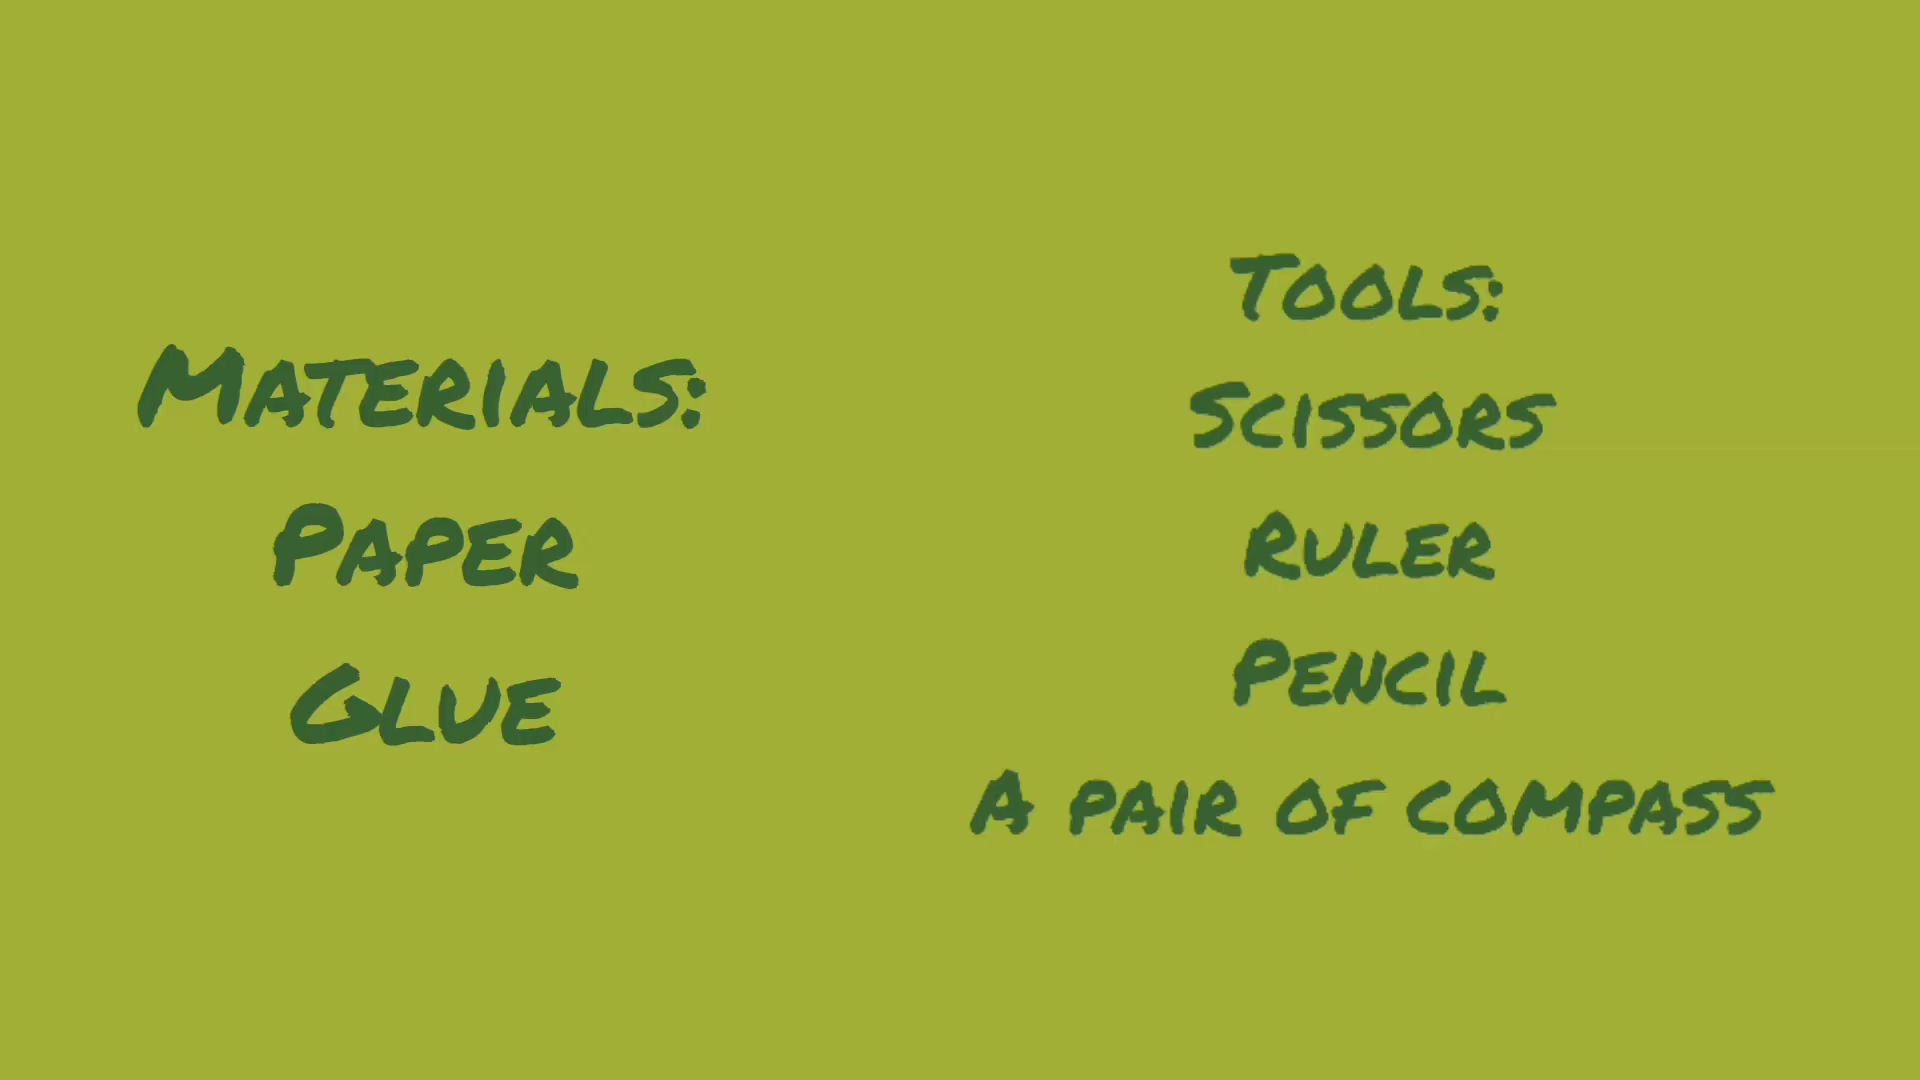 Materials:
Paper
Glue
Tools:
Scissors
Ruler
Pencil
A pair of compass